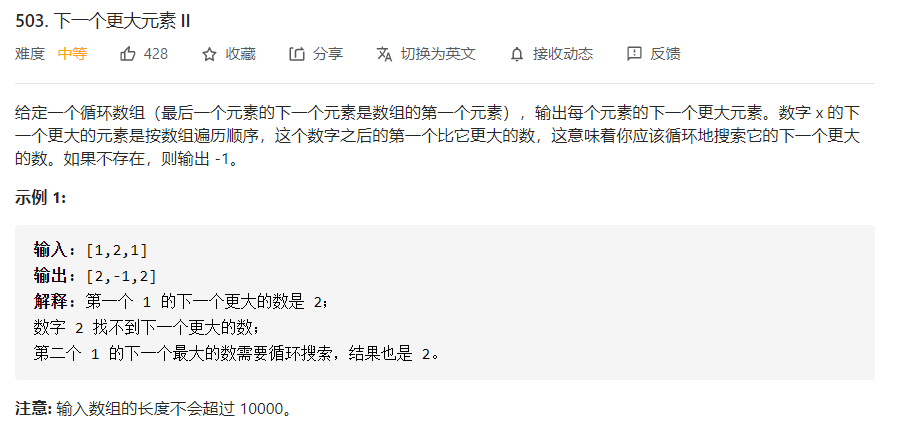 503. 下一个更大元素 II
难度 中等 428 收藏 分享 切换为英文 接收动态 反馈
给定一个循环数组（最后一个元素的下一个元素是数组的第一个元素），输出每个元素的下一个更大元素。数字 x 的下
一个更大的元素是按数组遍历顺序，这个数字之后的第一个比它更大的数，这意味着你应该循环地搜索它的下一个更大
的数。如果不存在，则输出 -1。
示例 1:
输入: [1,2,1]
输出: [2,-1,2]
解释: 第一个 1 的下一个更大的数是 2；
数字 2 找不到下一个更大的数；
第二个 1 的下一个最大的数需要循环搜索，结果也是 2。
注意: 输入数组的长度不会超过 10000。